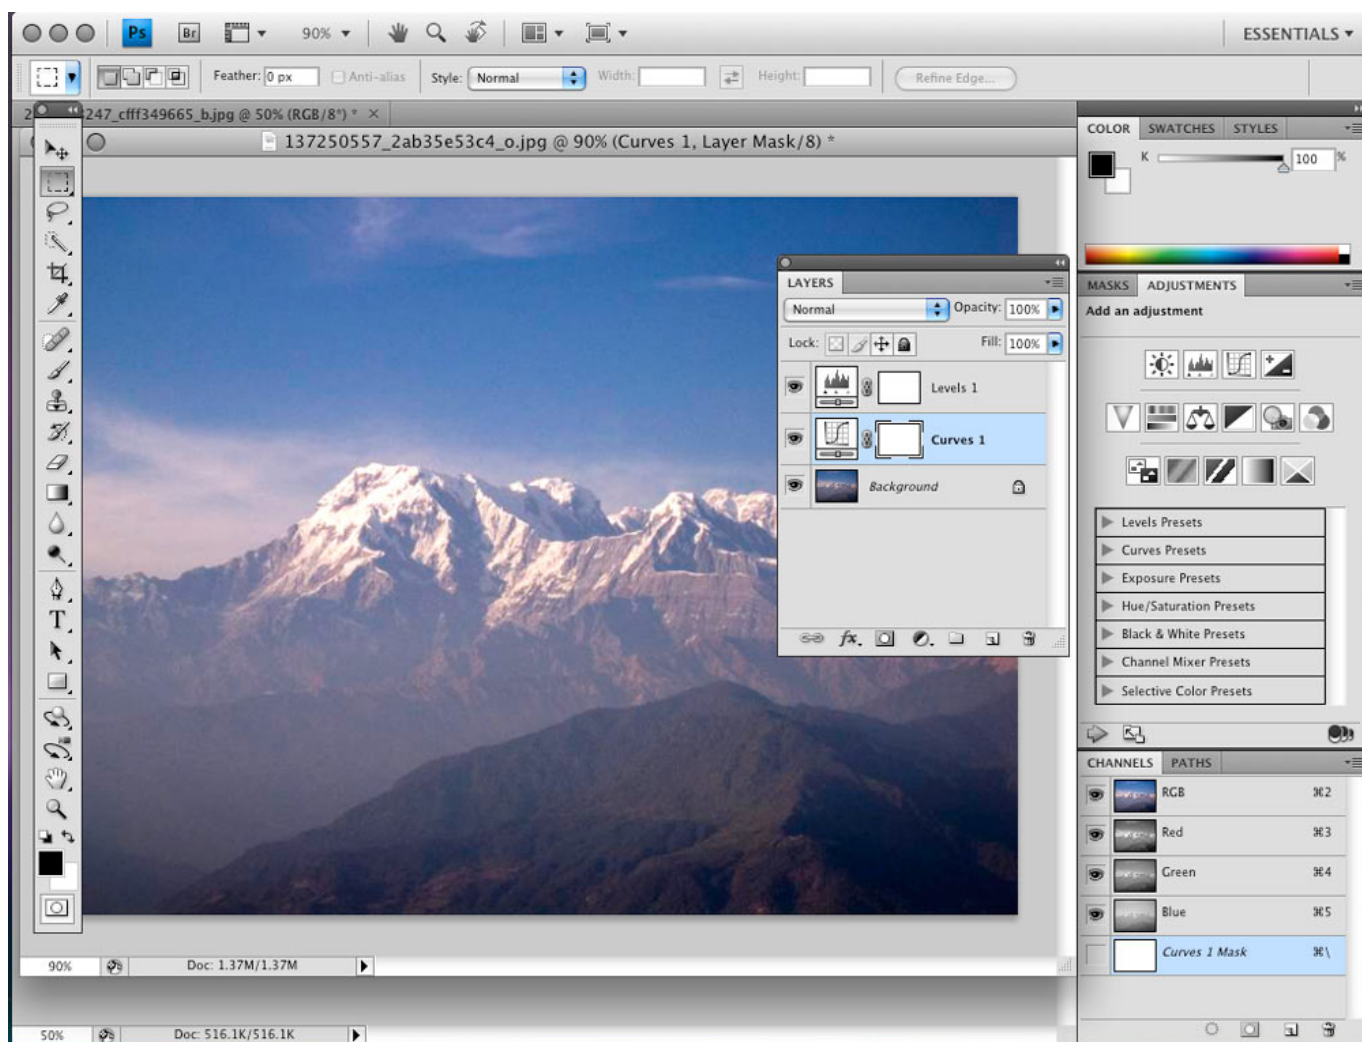 Ps Br 90% ESSENTIALS
Feather: 0 px Anti-alias Style: Normal Width: Height: Refine Edge...
247_cfff349665_b.jpg @ 50% (RGB/8*) * ×
137250557_2ab35e53c4_o.jpg @ 90% (Curves 1, Layer Mask/8) *
T
90% Doc: 1.37M/1.37M
50% Doc: 516.1K/516.1K
LAYERS
Normal Opacity: 100%
Lock: Fill: 100%
Levels 1
Curves 1
Background
fx.
COLOR SWATCHES STYLES
K 100 %
MASKS ADJUSTMENTS
Add an adjustment
Levels Presets
Curves Presets
Exposure Presets
Hue/Saturation Presets
Black & White Presets
Channel Mixer Presets
Selective Color Presets
CHANNELS PATHS
RGB ⌘2
Red ⌘3
Green ⌘4
Blue ⌘5
Curves 1 Mask ⌘\